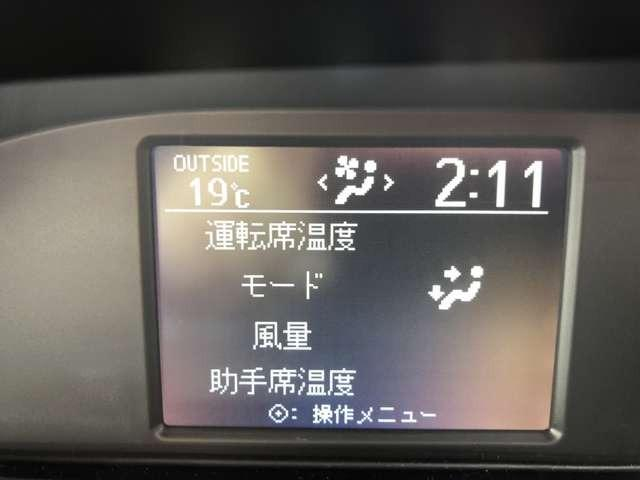 OUTSIDE
19℃
2:11
運転席温度
モード
風量
助手席温度
: 操作メニュー